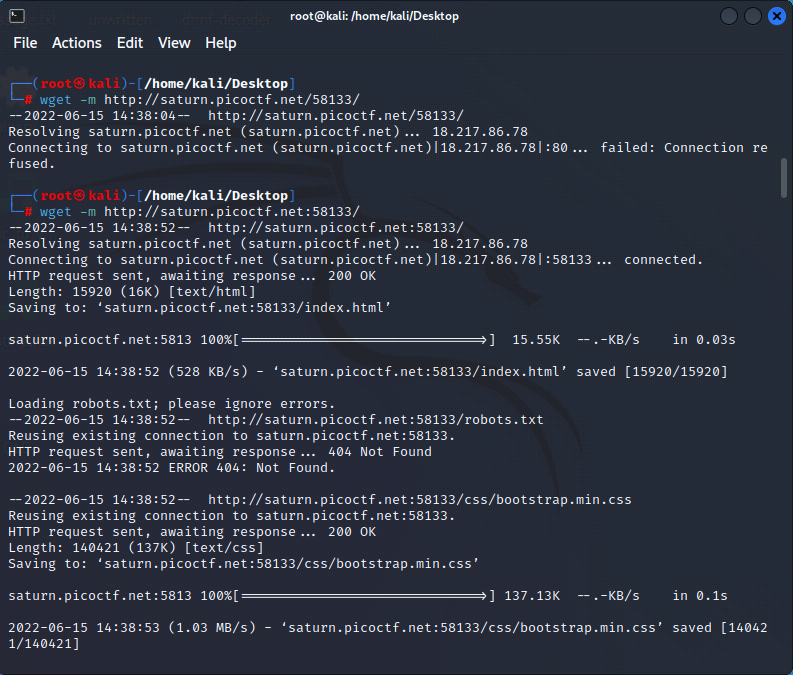 root@kali: /home/kali/Desktop
File Actions Edit View Help
┌──(root㉿kali)-[/home/kali/Desktop]
└─# wget -m http://saturn.picoctf.net/58133/
--2022-06-15 14:38:04-- http://saturn.picoctf.net/58133/
Resolving saturn.picoctf.net (saturn.picoctf.net)... 18.217.86.78
Connecting to saturn.picoctf.net (saturn.picoctf.net)|18.217.86.78|:80... failed: Connection re
fused.
┌──(root㉿kali)-[/home/kali/Desktop]
└─# wget -m http://saturn.picoctf.net:58133/
--2022-06-15 14:38:52-- http://saturn.picoctf.net:58133/
Resolving saturn.picoctf.net (saturn.picoctf.net)... 18.217.86.78
Connecting to saturn.picoctf.net (saturn.picoctf.net)|18.217.86.78|:58133... connected.
HTTP request sent, awaiting response... 200 OK
Length: 15920 (16K) [text/html]
Saving to: ‘saturn.picoctf.net:58133/index.html’
saturn.picoctf.net:5813 100%[==============================>] 15.55K --.-KB/s in 0.03s
2022-06-15 14:38:52 (528 KB/s) - ‘saturn.picoctf.net:58133/index.html’ saved [15920/15920]
Loading robots.txt; please ignore errors.
--2022-06-15 14:38:52-- http://saturn.picoctf.net:58133/robots.txt
Reusing existing connection to saturn.picoctf.net:58133.
HTTP request sent, awaiting response... 404 Not Found
2022-06-15 14:38:52 ERROR 404: Not Found.
--2022-06-15 14:38:52-- http://saturn.picoctf.net:58133/css/bootstrap.min.css
Reusing existing connection to saturn.picoctf.net:58133.
HTTP request sent, awaiting response... 200 OK
Length: 140421 (137K) [text/css]
Saving to: ‘saturn.picoctf.net:58133/css/bootstrap.min.css’
saturn.picoctf.net:5813 100%[==============================>] 137.13K --.-KB/s in 0.1s
2022-06-15 14:38:53 (1.03 MB/s) - ‘saturn.picoctf.net:58133/css/bootstrap.min.css’ saved [14042
1/140421]